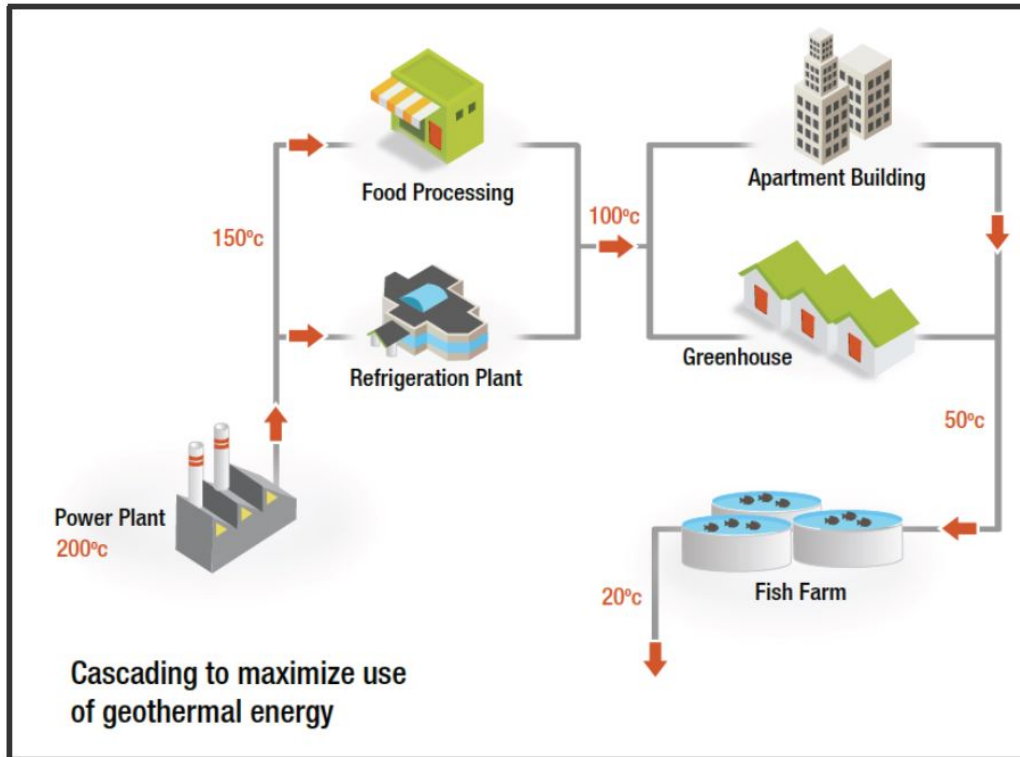 Food Processing
Apartment Building
150ºc
100ºc
Refrigeration Plant
Greenhouse
50ºc
Power Plant
200ºc
20ºc
Fish Farm
Cascading to maximize use
of geothermal energy